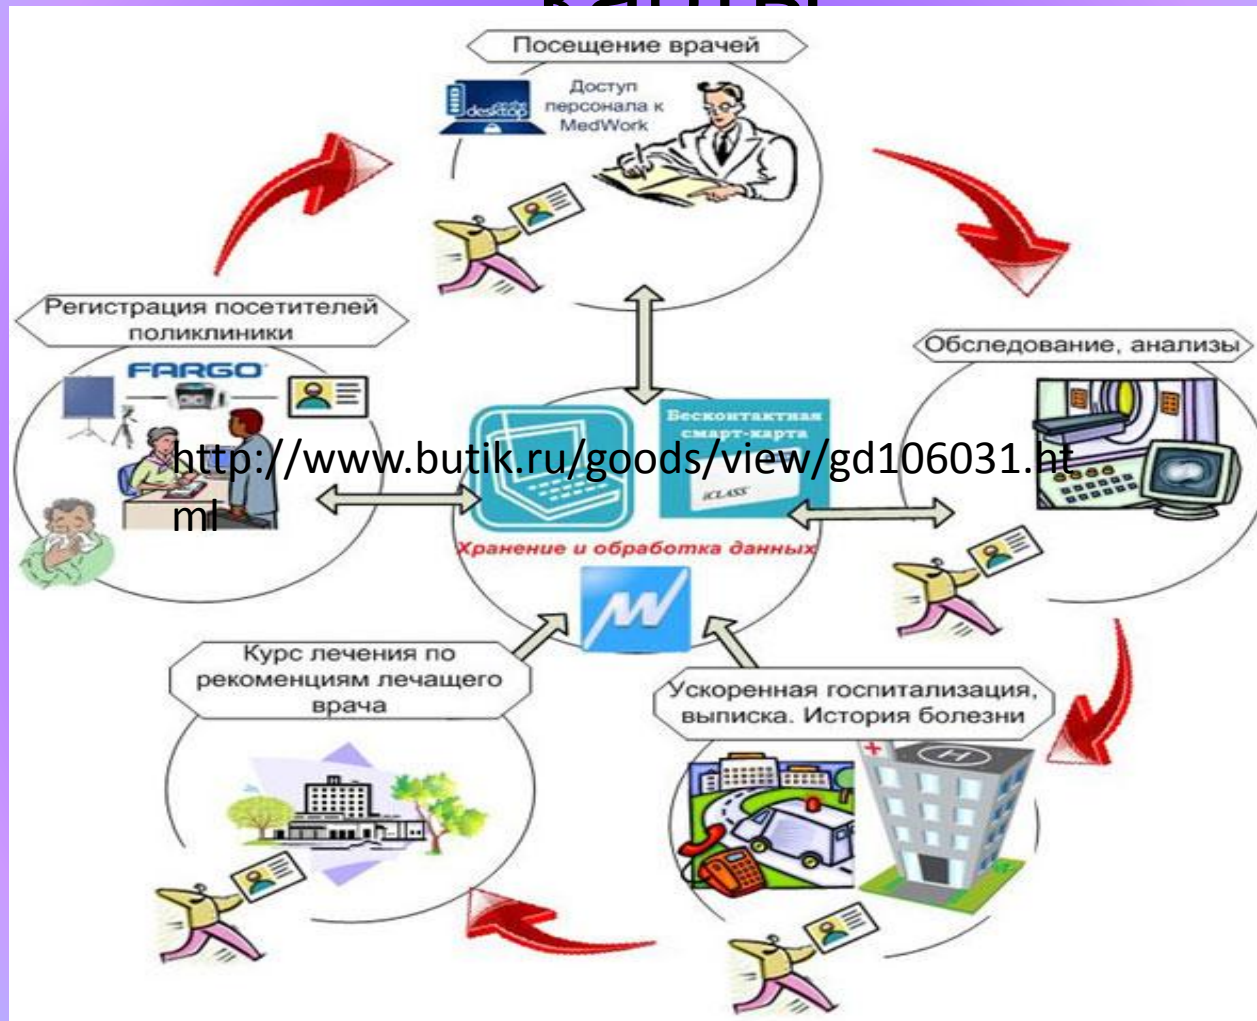 Посещение врачей
Доступ
персонала к
MedWork
desktop
Регистрация посетителей
поликлиники
FARGO
Обследование, анализы
Бесконтактная
смарт-карта
iCLASS
http://www.butik.ru/goods/view/gd106031.ht
ml
Хранение и обработка данных
Курс лечения по
рекоменциям лечащего
врача
Ускоренная госпитализация,
выписка. История болезни
H